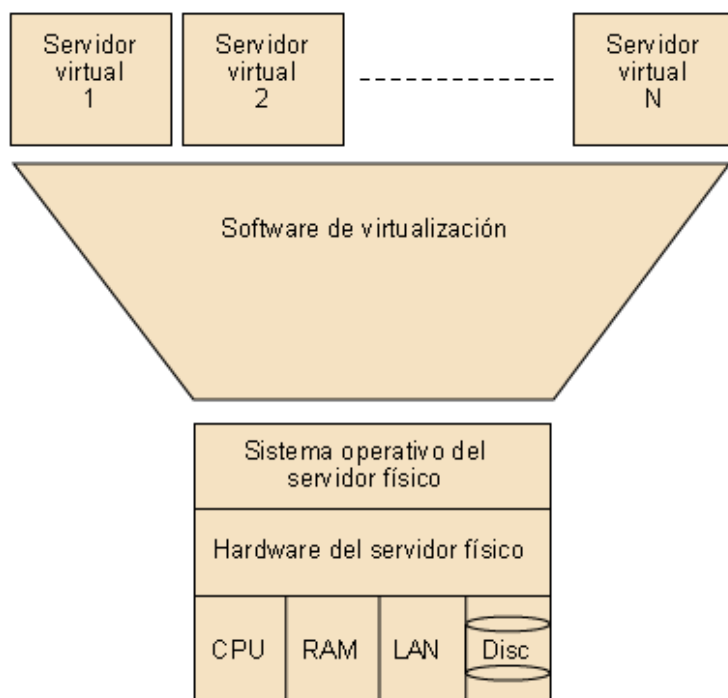 Servidor
virtual
1
Servidor
virtual
2
Servidor
virtual
N
Software de virtualización
Sistema operativo del
servidor físico
Hardware del servidor físico
CPU
RAM
LAN
Disc